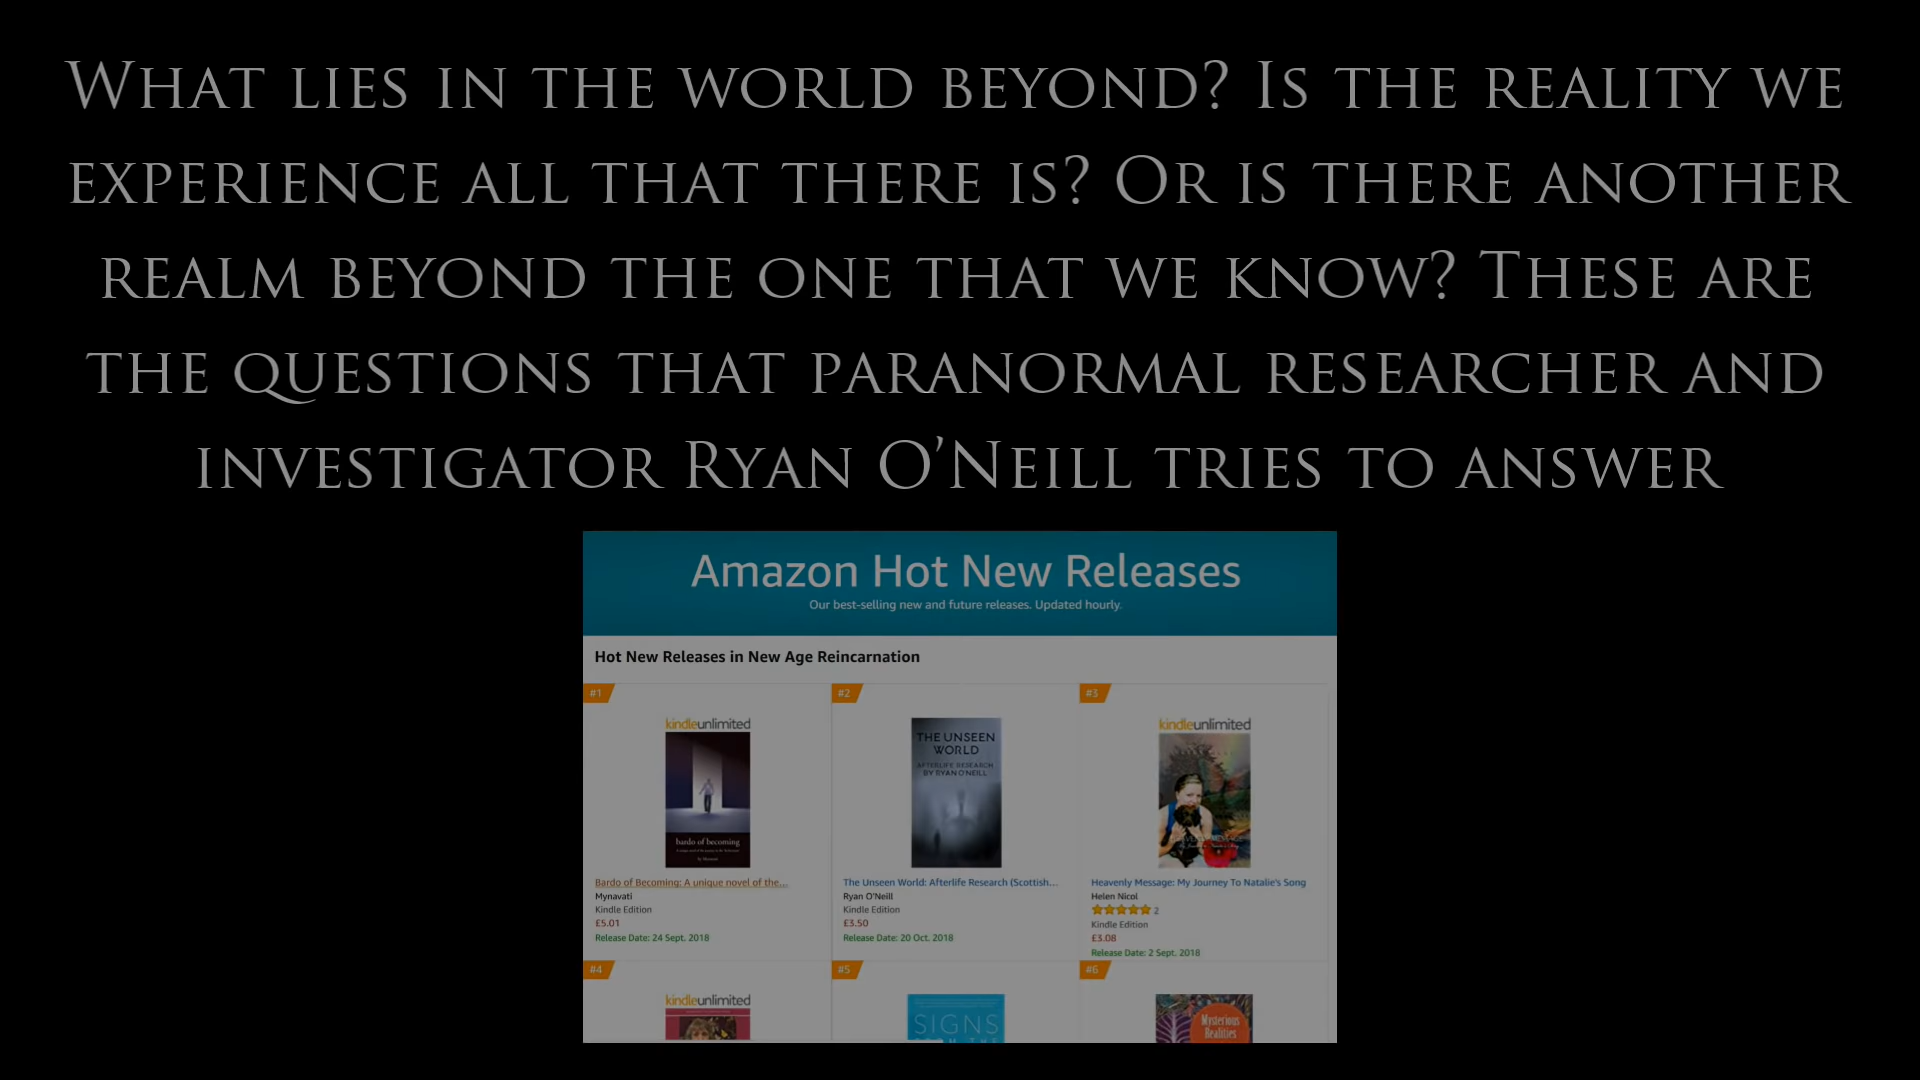 What lies in the world beyond? Is the reality we
experience all that there is? Or is there another
realm beyond the one that we know? These are
the questions that paranormal researcher and
investigator Ryan O’Neill tries to answer
Amazon Hot New Releases
Our best-selling new and future releases. Updated hourly.
Hot New Releases in New Age Reincarnation
#1
kindleunlimited
bardo of becoming
Bardo of Becoming: A unique novel of the...
Mynavati
Kindle Edition
£5.01
Release Date: 24 Sept. 2018
#2
THE UNSEEN
WORLD
AFTERLIFE RESEARCH
BY RYAN O'NEILL
The Unseen World: Afterlife Research (Scottish...
Ryan O'Neill
Kindle Edition
£3.50
Release Date: 20 Oct. 2018
#3
kindleunlimited
Heavenly Message: My Journey To Natalie's Song
Helen Nicol
2
Kindle Edition
£3.08
Release Date: 2 Sept. 2018
#4
kindleunlimited
#5
SIGNS
#6
Mysterious
Realities